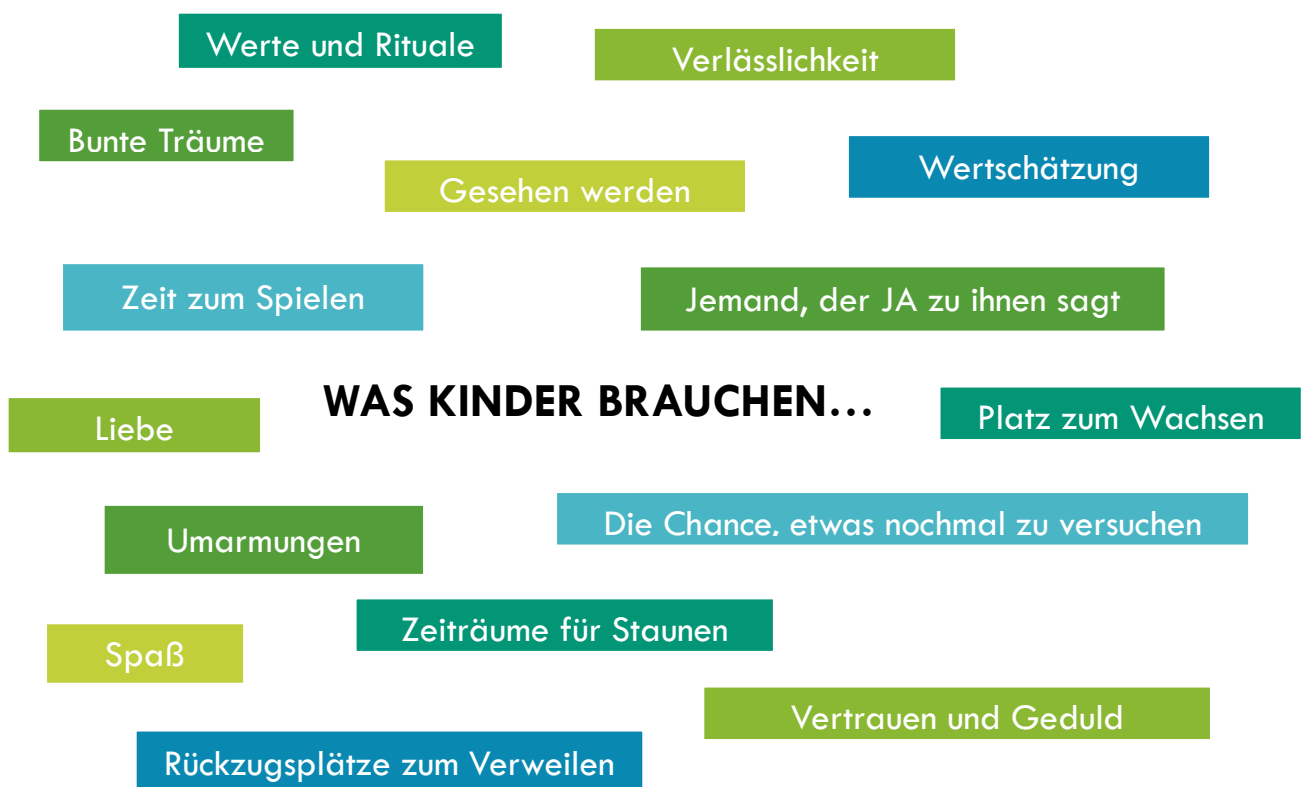 Werte und Rituale
Verlässlichkeit
Bunte Träume
Wertschätzung
Gesehen werden
Zeit zum Spielen
Jemand, der JA zu ihnen sagt
WAS KINDER BRAUCHEN...
Liebe
Platz zum Wachsen
Umarmungen
Die Chance, etwas nochmal zu versuchen
Zeiträume für Staunen
Spaß
Vertrauen und Geduld
Rückzugsplätze zum Verweilen